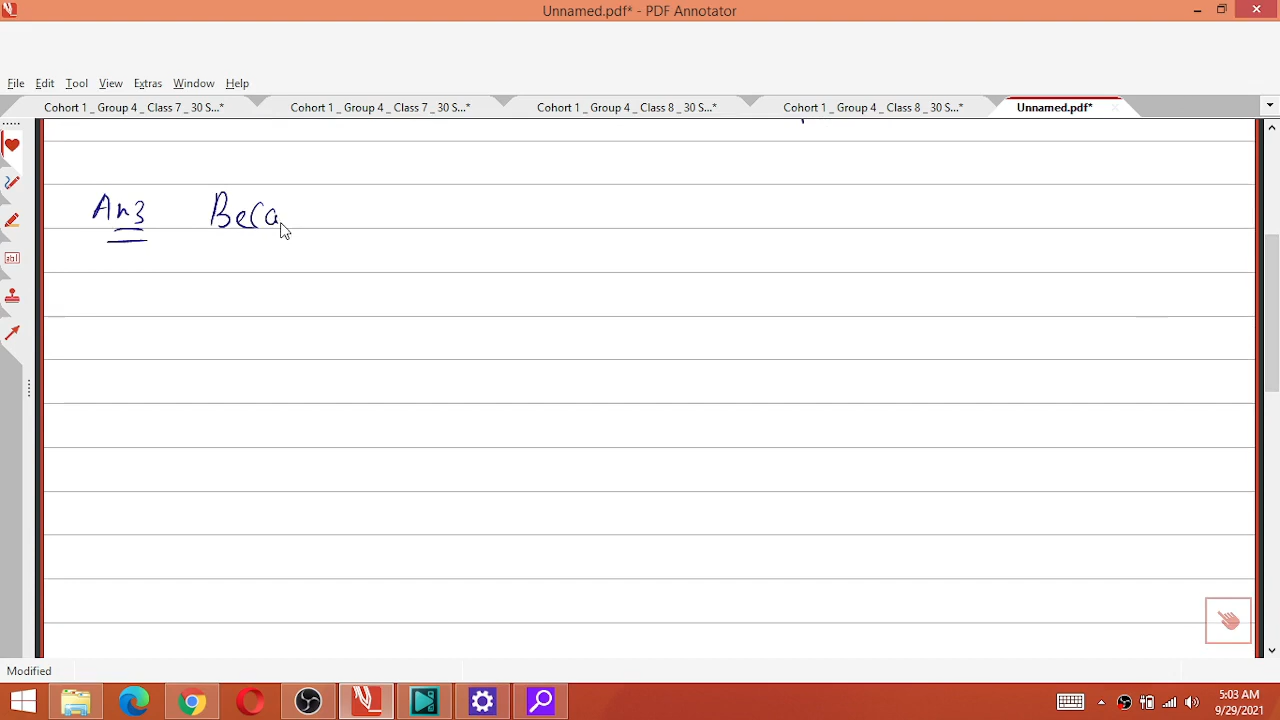 Unnamed.pdf* - PDF Annotator
File Edit Tool View Extras Window Help
Cohort 1 _ Group 4 _ Class 7 _ 30 S...* Cohort 1 _ Group 4 _ Class 7 _ 30 S...* Cohort 1 _ Group 4 _ Class 8 _ 30 S...* Cohort 1 _ Group 4 _ Class 8 _ 30 S...* Unnamed.pdf*
Ans Beca
Modified
5:03 AM
9/29/2021